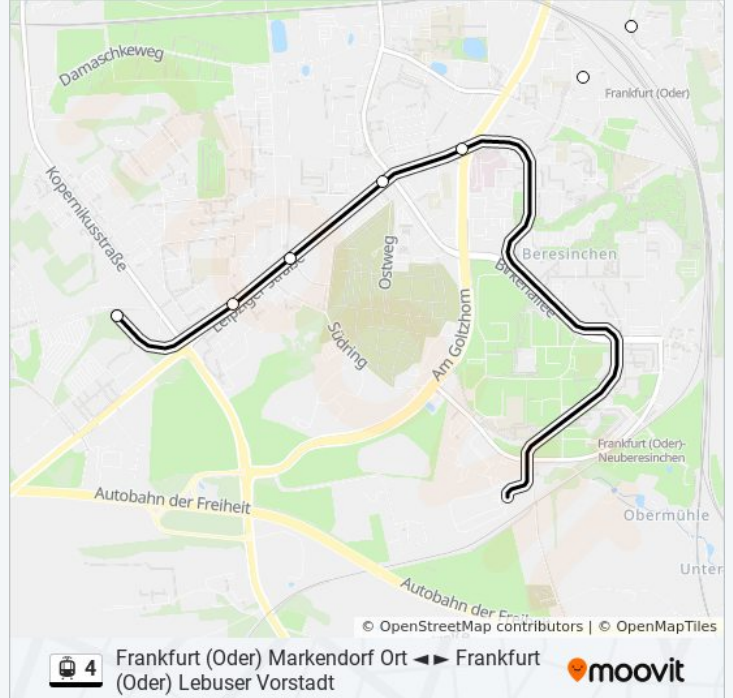 Damaschkeweg
Frankfurt (Oder)
Kopernikusstraße
Ostweg
Beresinchen
Birkenallee
Leipziger Straße
Südring
Am Goltzhorn
Frankfurt (Oder)-
Neuberesinchen
Autobahn der Freiheit
Obermühle
Unter
Autobahn der Frei
© OpenStreetMap contributors | © OpenMapTiles
4
Frankfurt (Oder) Markendorf Ort ◄ ► Frankfurt
(Oder) Lebuser Vorstadt
moovit